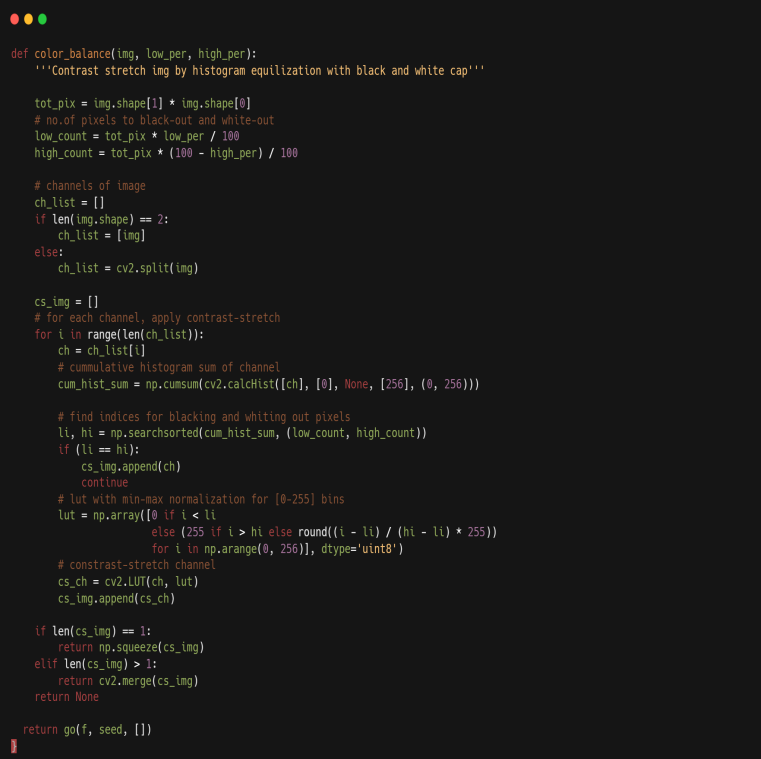 def color_balance(img, low_per, high_per):
    '''Contrast stretch img by histogram equilization with black and white cap'''

    tot_pix = img.shape[1] * img.shape[0]
    # no.of pixels to black-out and white-out
    low_count = tot_pix * low_per / 100
    high_count = tot_pix * (100 - high_per) / 100

    # channels of image
    ch_list = []
    if len(img.shape) == 2:
        ch_list = [img]
    else:
        ch_list = cv2.split(img)

    cs_img = []
    # for each channel, apply contrast-stretch
    for i in range(len(ch_list)):
        ch = ch_list[i]
        # cummulative histogram sum of channel
        cum_hist_sum = np.cumsum(cv2.calcHist([ch], [0], None, [256], (0, 256)))

        # find indices for blacking and whiting out pixels
        li, hi = np.searchsorted(cum_hist_sum, (low_count, high_count))
        if (li == hi):
            cs_img.append(ch)
            continue
        # lut with min-max normalization for [0-255] bins
        lut = np.array([0 if i < li
                        else (255 if i > hi else round((i - li) / (hi - li) * 255))
                        for i in np.arange(0, 256)], dtype='uint8')
        # constrast-stretch channel
        cs_ch = cv2.LUT(ch, lut)
        cs_img.append(cs_ch)

    if len(cs_img) == 1:
        return np.squeeze(cs_img)
    elif len(cs_img) > 1:
        return cv2.merge(cs_img)
    return None

  return go(f, seed, [])
}